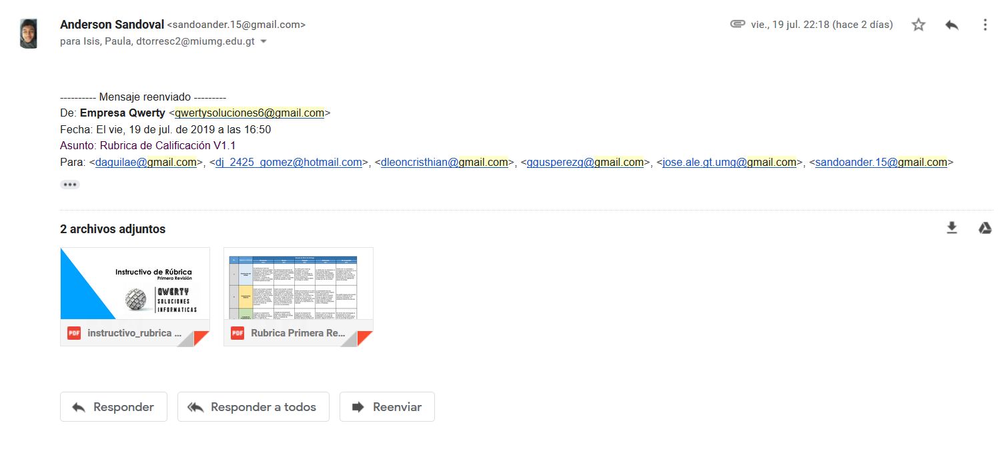 Anderson Sandoval <sandoander.15@gmail.com>
vie., 19 jul. 22:18 (hace 2 días)
para Isis, Paula, dtorresc2@miumg.edu.gt
---------- Mensaje reenviado ---------
De: Empresa Qwerty <qwertysoluciones6@gmail.com>
Fecha: El vie, 19 de jul. de 2019 a las 16:50
Asunto: Rubrica de Calificación V1.1
Para: <daguilae@gmail.com>, <dj_2425_gomez@hotmail.com>, <dleoncristhian@gmail.com>, <ggusperezg@gmail.com>, <jose.ale.gt.umg@gmail.com>, <sandoander.15@gmail.com>
2 archivos adjuntos
Instructivo de Rúbrica
Primera Revisión
QWERTY
SOLUCIONES
INFORMATICAS
PDF instructivo_rubrica ...
PDF Rubrica Primera Re...
Responder
Responder a todos
Reenviar